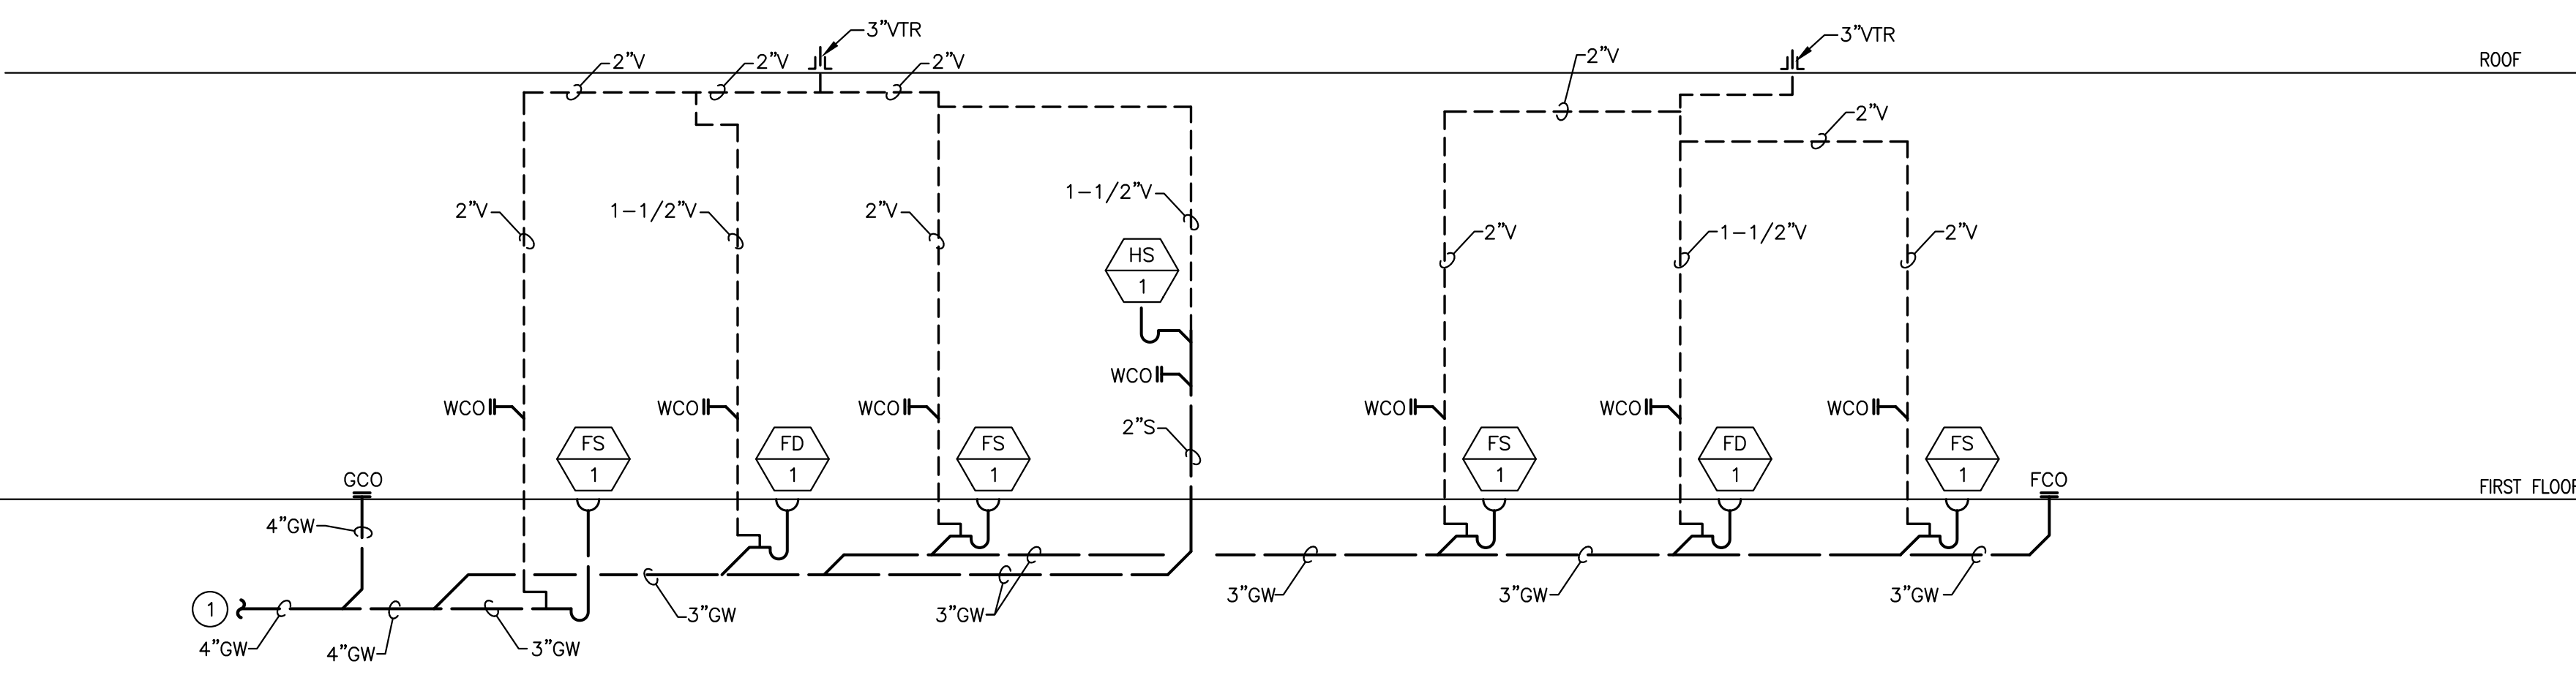 3”VTR
3”VTR
2”V
2”V
2”V
2”V
ROOF
2”V
1-1/2”V
2”V
1-1/2”V
2”V
2”V
1-1/2”V
2”V
HS
1
WCO
WCO
WCO
WCO
WCO
WCO
WCO
2”S
FS
1
FD
1
FS
1
FS
1
FD
1
FS
1
GCO
FCO
FIRST FLOOR
4”GW
1
4”GW
4”GW
3”GW
3”GW
3”GW
3”GW
3”GW
3”GW